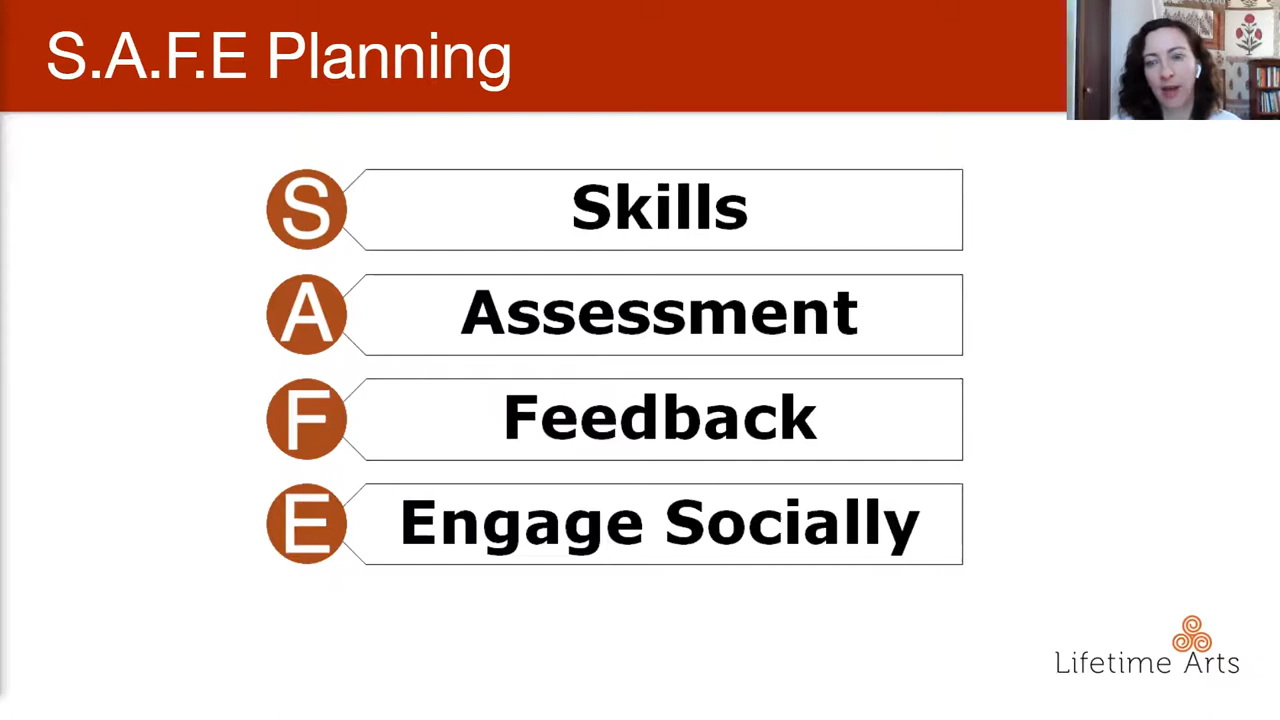 S.A.F.E Planning
S Skills
A Assessment
F Feedback
E Engage Socially
Lifetime Arts